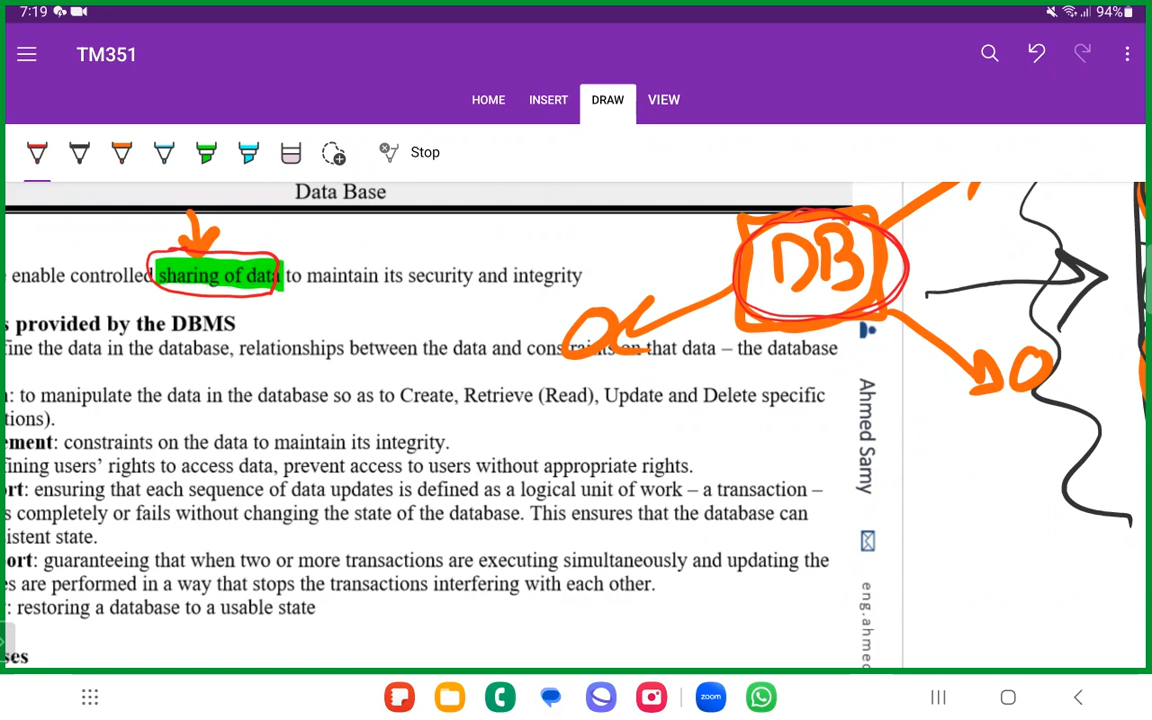 7:19
94%
TM351
HOME INSERT DRAW VIEW
Stop
Data Base
enable controlled sharing of data to maintain its security and integrity
s provided by the DBMS
fine the data in the database, relationships between the data and constraints on that data – the database
: to manipulate the data in the database so as to Create, Retrieve (Read), Update and Delete specific
tions).
ement: constraints on the data to maintain its integrity.
fining users’ rights to access data, prevent access to users without appropriate rights.
rt: ensuring that each sequence of data updates is defined as a logical unit of work – a transaction –
s completely or fails without changing the state of the database. This ensures that the database can
istent state.
ort: guaranteeing that when two or more transactions are executing simultaneously and updating the
es are performed in a way that stops the transactions interfering with each other.
: restoring a database to a usable state
ses
DB
Ahmed Samy
eng.ahmed
zoom